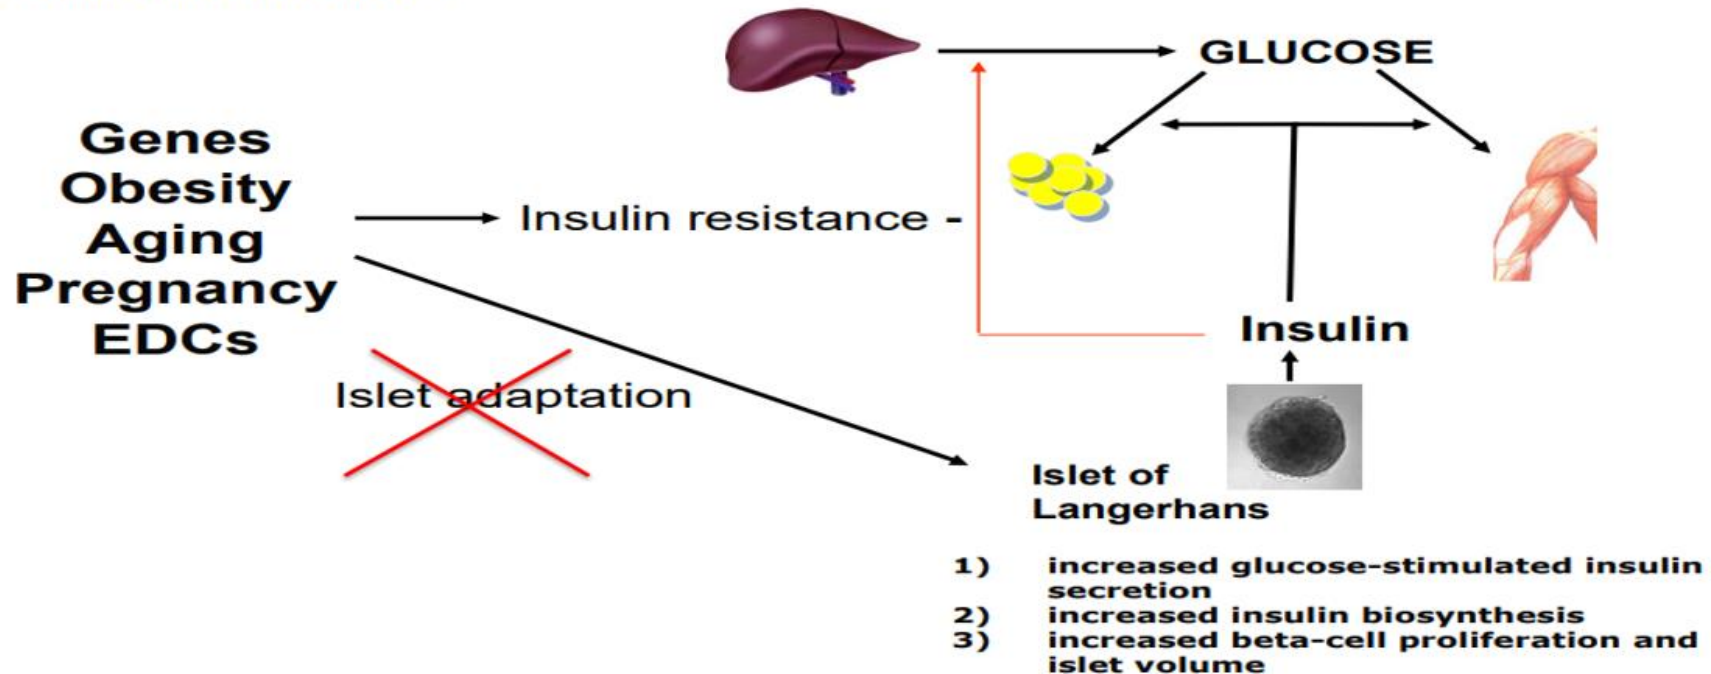 GLUCOSE
Genes
Obesity
Aging
Pregnancy
EDCs
Insulin resistance -
Insulin
Islet adaptation
Islet of
Langerhans
1) increased glucose-stimulated insulin
secretion
2) increased insulin biosynthesis
3) increased beta-cell proliferation and
islet volume